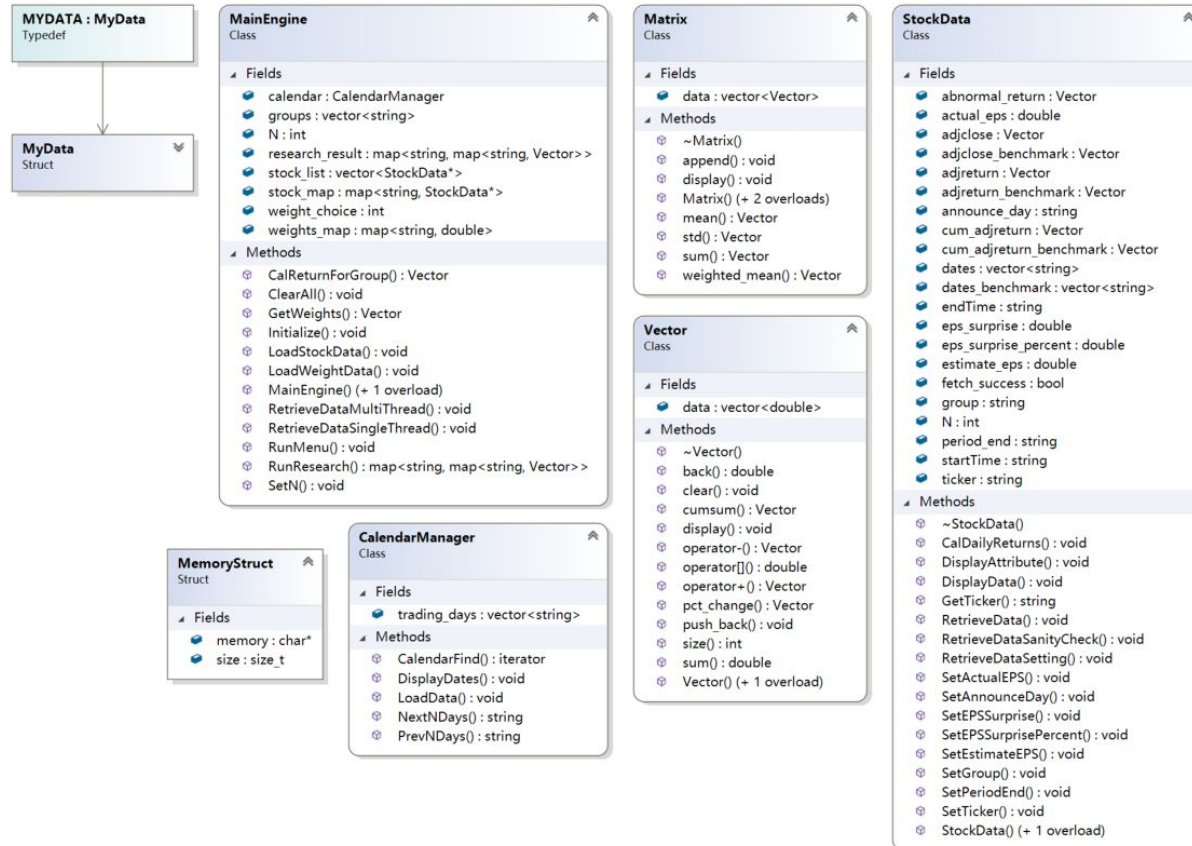 MYDATA : MyData
Typedef
MyData
Struct
MainEngine
Class
Fields
calendar : CalendarManager
groups : vector<string>
N : int
research_result : map<string, map<string, Vector>>
stock_list : vector<StockData*>
stock_map : map<string, StockData*>
weight_choice : int
weights_map : map<string, double>
Methods
CalReturnForGroup() : Vector
ClearAll() : void
GetWeights() : Vector
Initialize() : void
LoadStockData() : void
LoadWeightData() : void
MainEngine() (+ 1 overload)
RetrieveDataMultiThread() : void
RetrieveDataSingleThread() : void
RunMenu() : void
RunResearch() : map<string, map<string, Vector>>
SetN() : void
MemoryStruct
Struct
Fields
memory : char*
size : size_t
CalendarManager
Class
Fields
trading_days : vector<string>
Methods
CalendarFind() : iterator
DisplayDates() : void
LoadData() : void
NextNDays() : string
PrevNDays() : string
Matrix
Class
Fields
data : vector<Vector>
Methods
~Matrix()
append() : void
display() : void
Matrix() (+ 2 overloads)
mean() : Vector
std() : Vector
sum() : Vector
weighted_mean() : Vector
Vector
Class
Fields
data : vector<double>
Methods
~Vector()
back() : double
clear() : void
cumsum() : Vector
display() : void
operator-() : Vector
operator[]() : double
operator+() : Vector
pct_change() : Vector
push_back() : void
size() : int
sum() : double
Vector() (+ 1 overload)
StockData
Class
Fields
abnormal_return : Vector
actual_eps : double
adjclose : Vector
adjclose_benchmark : Vector
adjreturn : Vector
adjreturn_benchmark : Vector
announce_day : string
cum_adjreturn : Vector
cum_adjreturn_benchmark : Vector
dates : vector<string>
dates_benchmark : vector<string>
endTime : string
eps_surprise : double
eps_surprise_percent : double
estimate_eps : double
fetch_success : bool
group : string
N : int
period_end : string
startTime : string
ticker : string
Methods
~StockData()
CalDailyReturns() : void
DisplayAttribute() : void
DisplayData() : void
GetTicker() : string
RetrieveData() : void
RetrieveDataSanityCheck() : void
RetrieveDataSetting() : void
SetActualEPS() : void
SetAnnounceDay() : void
SetEPSSurprise() : void
SetEPSSurprisePercent() : void
SetEstimateEPS() : void
SetGroup() : void
SetPeriodEnd() : void
SetTicker() : void
StockData() (+ 1 overload)